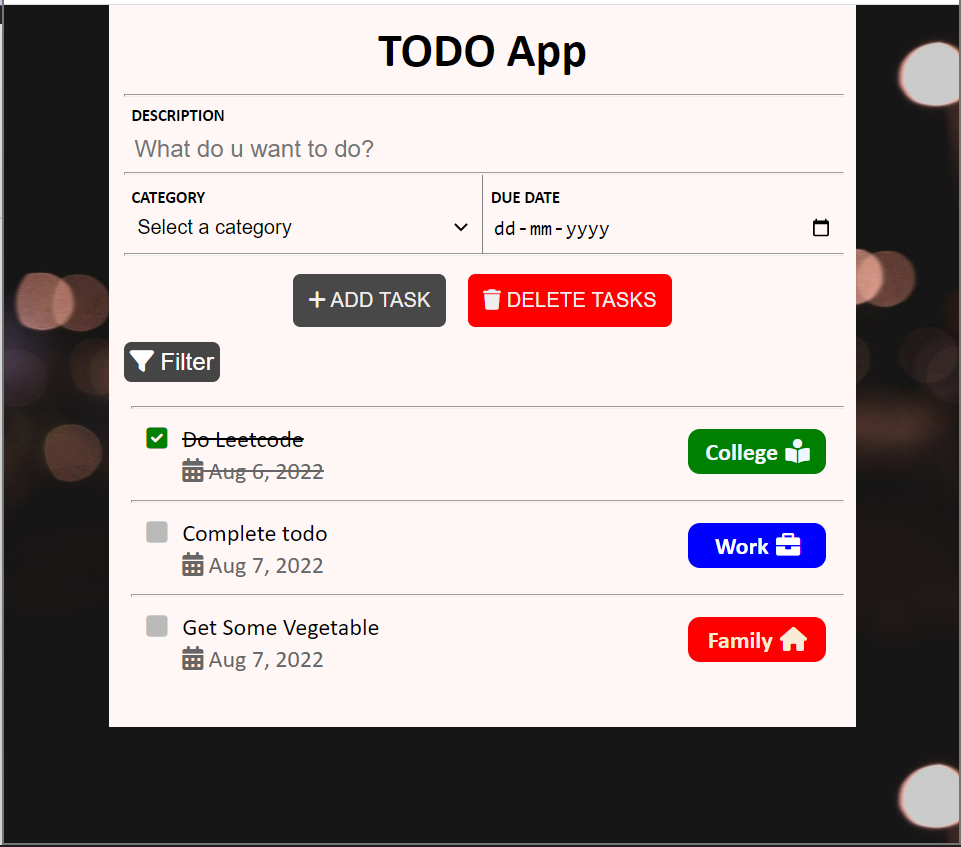 TODO App
DESCRIPTION
What do u want to do?
CATEGORY
DUE DATE
Select a category
dd-mm-yyyy
ADD TASK
DELETE TASKS
Filter
Do Leetcode
College
Aug 6, 2022
Complete todo
Work
Aug 7, 2022
Get Some Vegetable
Family
Aug 7, 2022